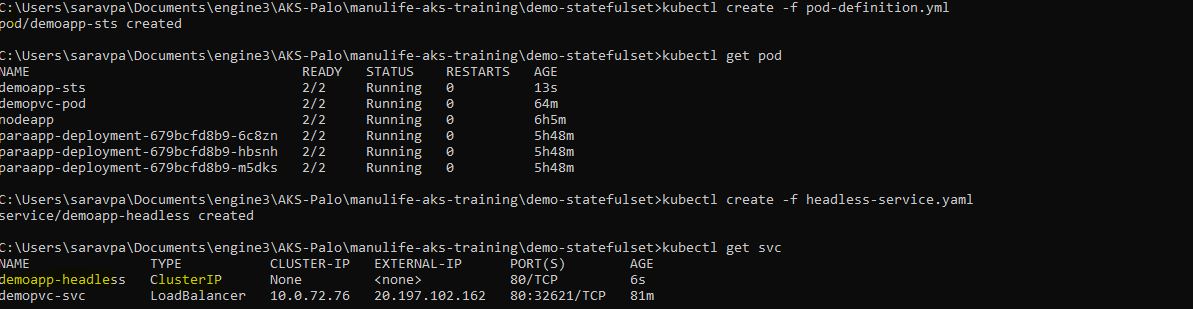 C:\Users\saravpa\Documents\engine3\AKS-Palo\manulife-aks-training\demo-statefulset>kubectl create -f pod-definition.yml
pod/demoapp-sts created
C:\Users\saravpa\Documents\engine3\AKS-Palo\manulife-aks-training\demo-statefulset>kubectl get pod
NAME READY STATUS RESTARTS AGE
demoapp-sts 2/2 Running 0 13s
demopvc-pod 2/2 Running 0 64m
nodeapp 2/2 Running 0 6h5m
paraapp-deployment-679bcfd8b9-6c8zn 2/2 Running 0 5h48m
paraapp-deployment-679bcfd8b9-hbsnh 2/2 Running 0 5h48m
paraapp-deployment-679bcfd8b9-m5dks 2/2 Running 0 5h48m
C:\Users\saravpa\Documents\engine3\AKS-Palo\manulife-aks-training\demo-statefulset>kubectl create -f headless-service.yaml
service/demoapp-headless created
C:\Users\saravpa\Documents\engine3\AKS-Palo\manulife-aks-training\demo-statefulset>kubectl get svc
NAME TYPE CLUSTER-IP EXTERNAL-IP PORT(S) AGE
demoapp-headless ClusterIP None <none> 80/TCP 6s
demopvc-svc LoadBalancer 10.0.72.76 20.197.102.162 80:32621/TCP 81m